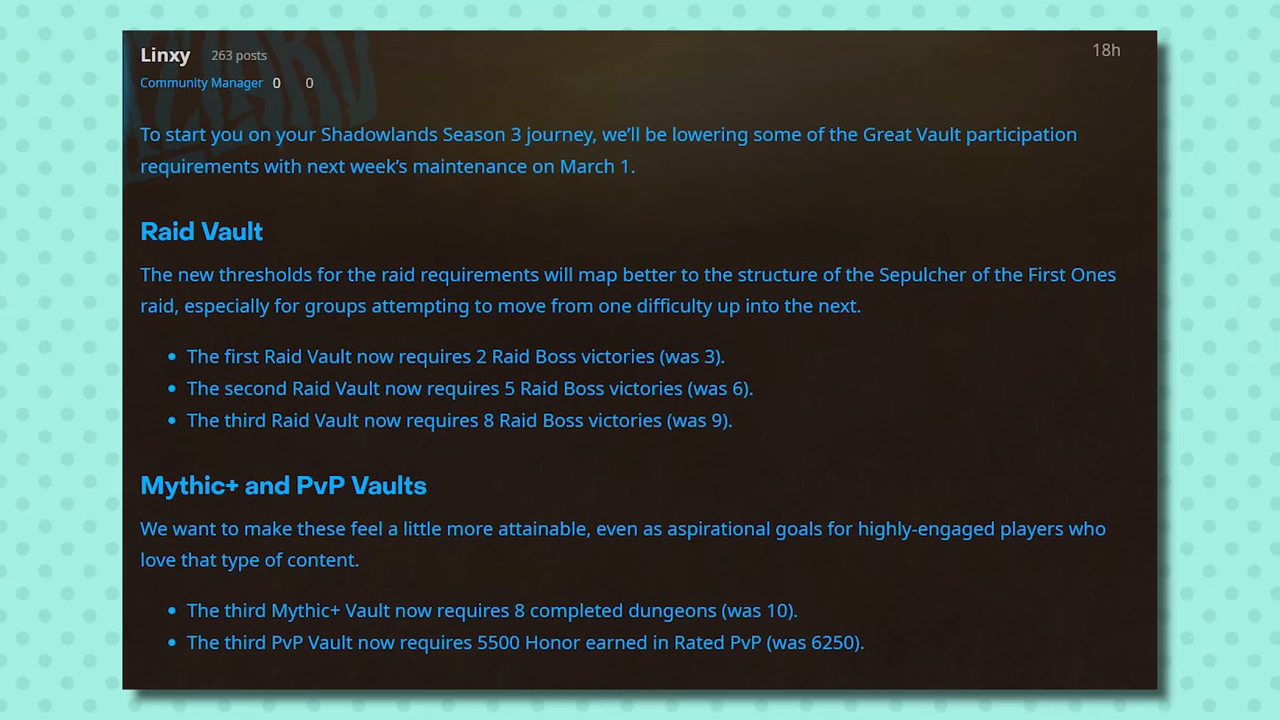 Linxy 263 posts 18h
Community Manager 0 0
To start you on your Shadowlands Season 3 journey, we’ll be lowering some of the Great Vault participation
requirements with next week’s maintenance on March 1.
Raid Vault
The new thresholds for the raid requirements will map better to the structure of the Sepulcher of the First Ones
raid, especially for groups attempting to move from one difficulty up into the next.
• The first Raid Vault now requires 2 Raid Boss victories (was 3).
• The second Raid Vault now requires 5 Raid Boss victories (was 6).
• The third Raid Vault now requires 8 Raid Boss victories (was 9).
Mythic+ and PvP Vaults
We want to make these feel a little more attainable, even as aspirational goals for highly-engaged players who
love that type of content.
• The third Mythic+ Vault now requires 8 completed dungeons (was 10).
• The third PvP Vault now requires 5500 Honor earned in Rated PvP (was 6250).